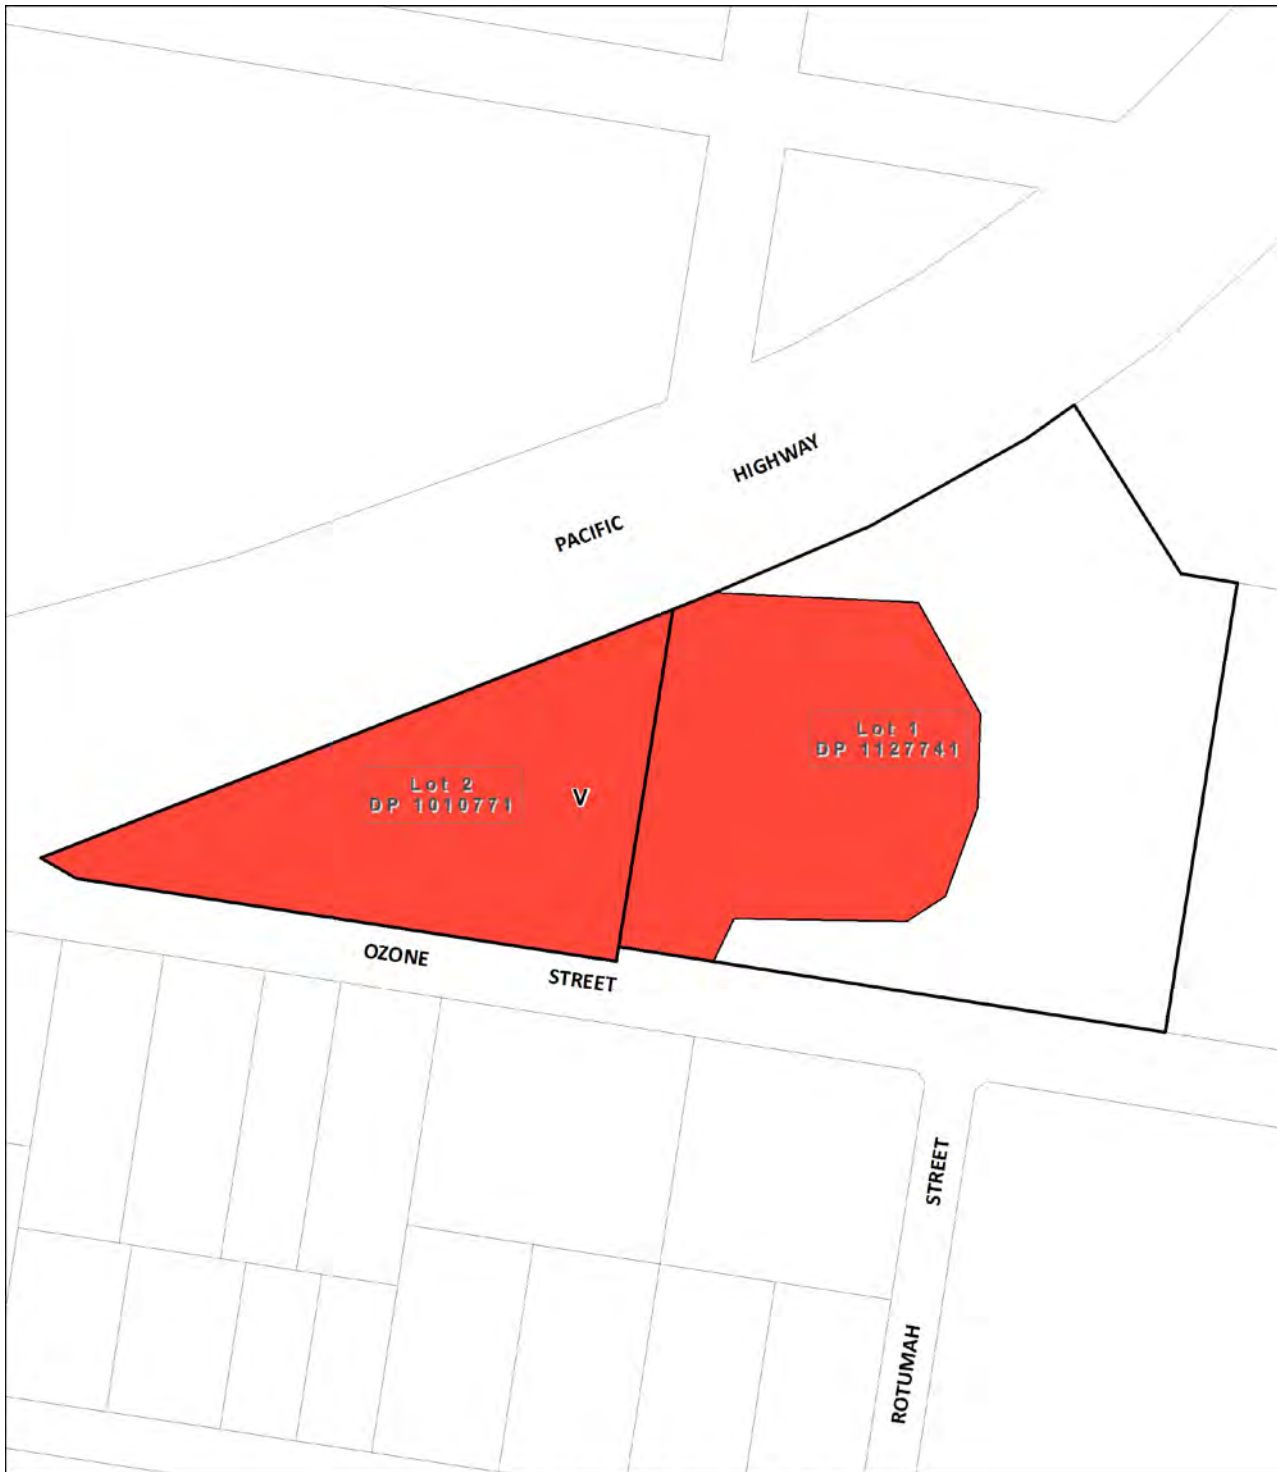 HIGHWAY
PACIFIC
Lot 1
DP 1127741
Lot 2
DP 1010771
V
OZONE
STREET
STREET
ROTUMAH